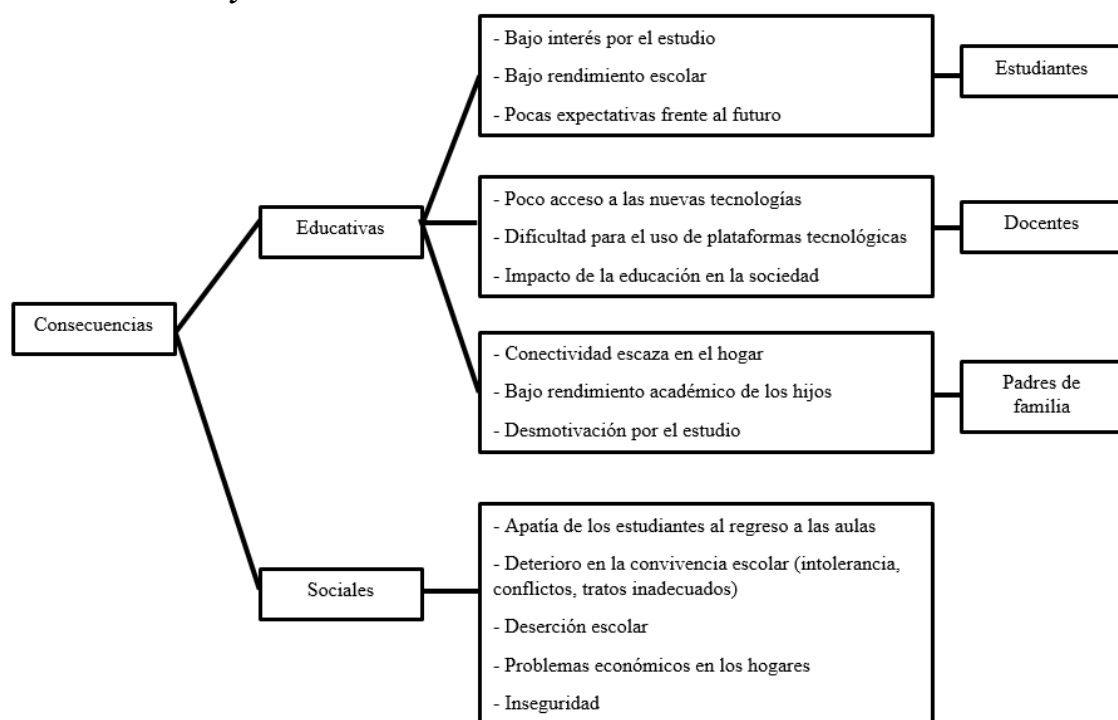 - Bajo interés por el estudio
- Bajo rendimiento escolar
- Pocas expectativas frente al futuro
Estudiantes
Educativas
- Poco acceso a las nuevas tecnologías
- Dificultad para el uso de plataformas tecnológicas
- Impacto de la educación en la sociedad
Docentes
Consecuencias
- Conectividad escaza en el hogar
- Bajo rendimiento académico de los hijos
- Desmotivación por el estudio
Padres de
familia
Sociales
- Apatía de los estudiantes al regreso a las aulas
- Deterioro en la convivencia escolar (intolerancia,
conflictos, tratos inadecuados)
- Deserción escolar
- Problemas económicos en los hogares
- Inseguridad